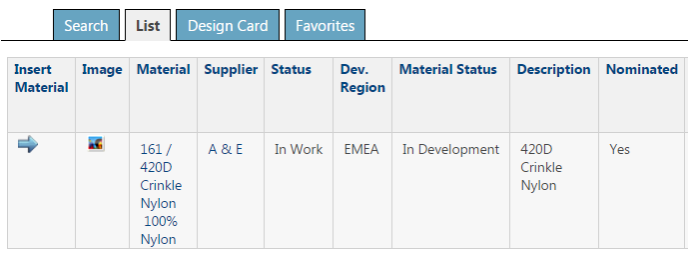 Search List Design Card Favorites
Insert Material Image Material Supplier Status Dev. Region Material Status Description Nominated
161 / 420D Crinkle Nylon 100% Nylon A & E In Work EMEA In Development 420D Crinkle Nylon Yes